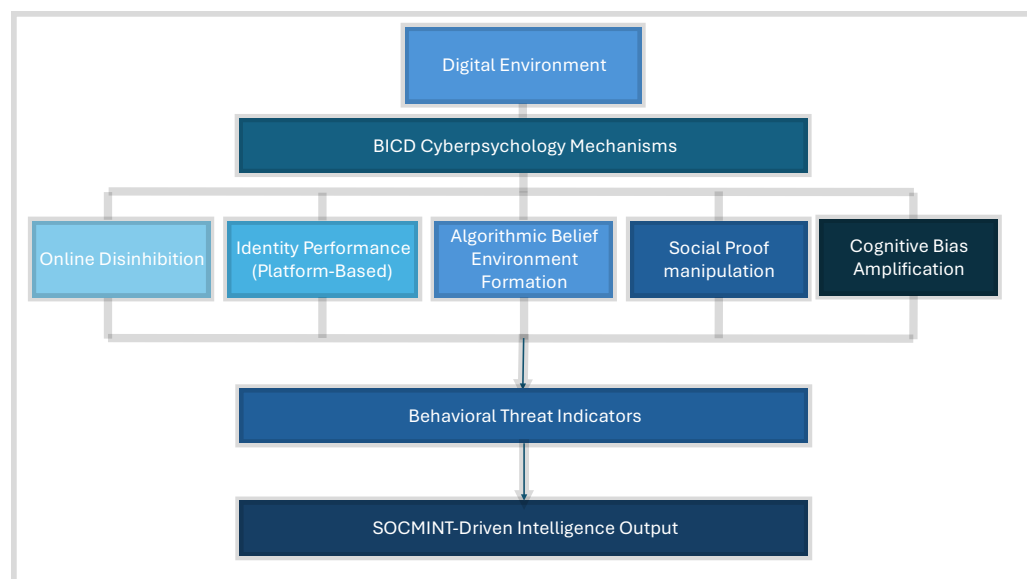 Digital Environment
BICD Cyberpsychology Mechanisms
Online Disinhibition
Identity Performance
(Platform-Based)
Algorithmic Belief
Environment
Formation
Social Proof
manipulation
Cognitive Bias
Amplification
Behavioral Threat Indicators
SOCMINT-Driven Intelligence Output